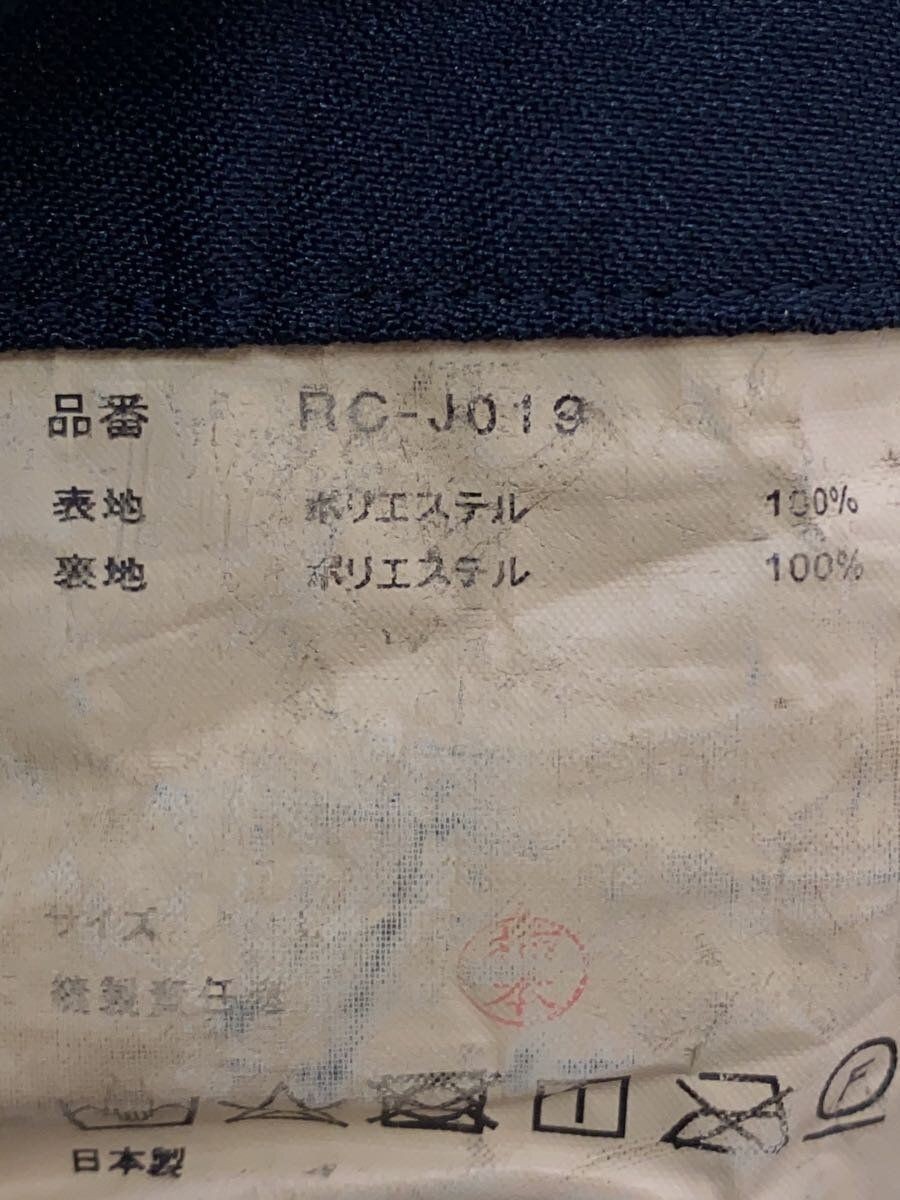 品番 RC-J019
表地 ポリエステル 100%
裏地 ポリエステル 100%
サイズ
縫製責任者
F
日本製